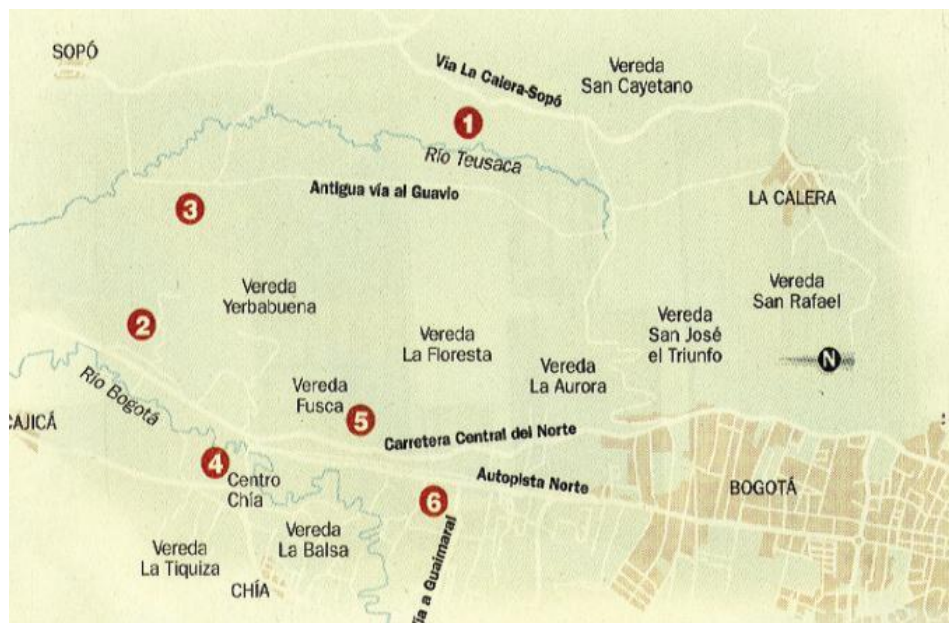 SOPÓ
Via La Calera-Sopó
Vereda
San Cayetano
1
Río Teusaca
Antigua vía al Guavio
LA CALERA
3
Vereda
Yerbabuena
Vereda
San Rafael
2
Vereda
La Floresta
Vereda
San José
el Triunfo
N
Vereda
La Aurora
Río Bogotá
Vereda
Fusca
5
CAJICÁ
Carretera Central del Norte
4
Centro
Chía
Autopista Norte
BOGOTÁ
6
Vía a Guaimaral
Vereda
La Balsa
Vereda
La Tiquiza
CHÍA